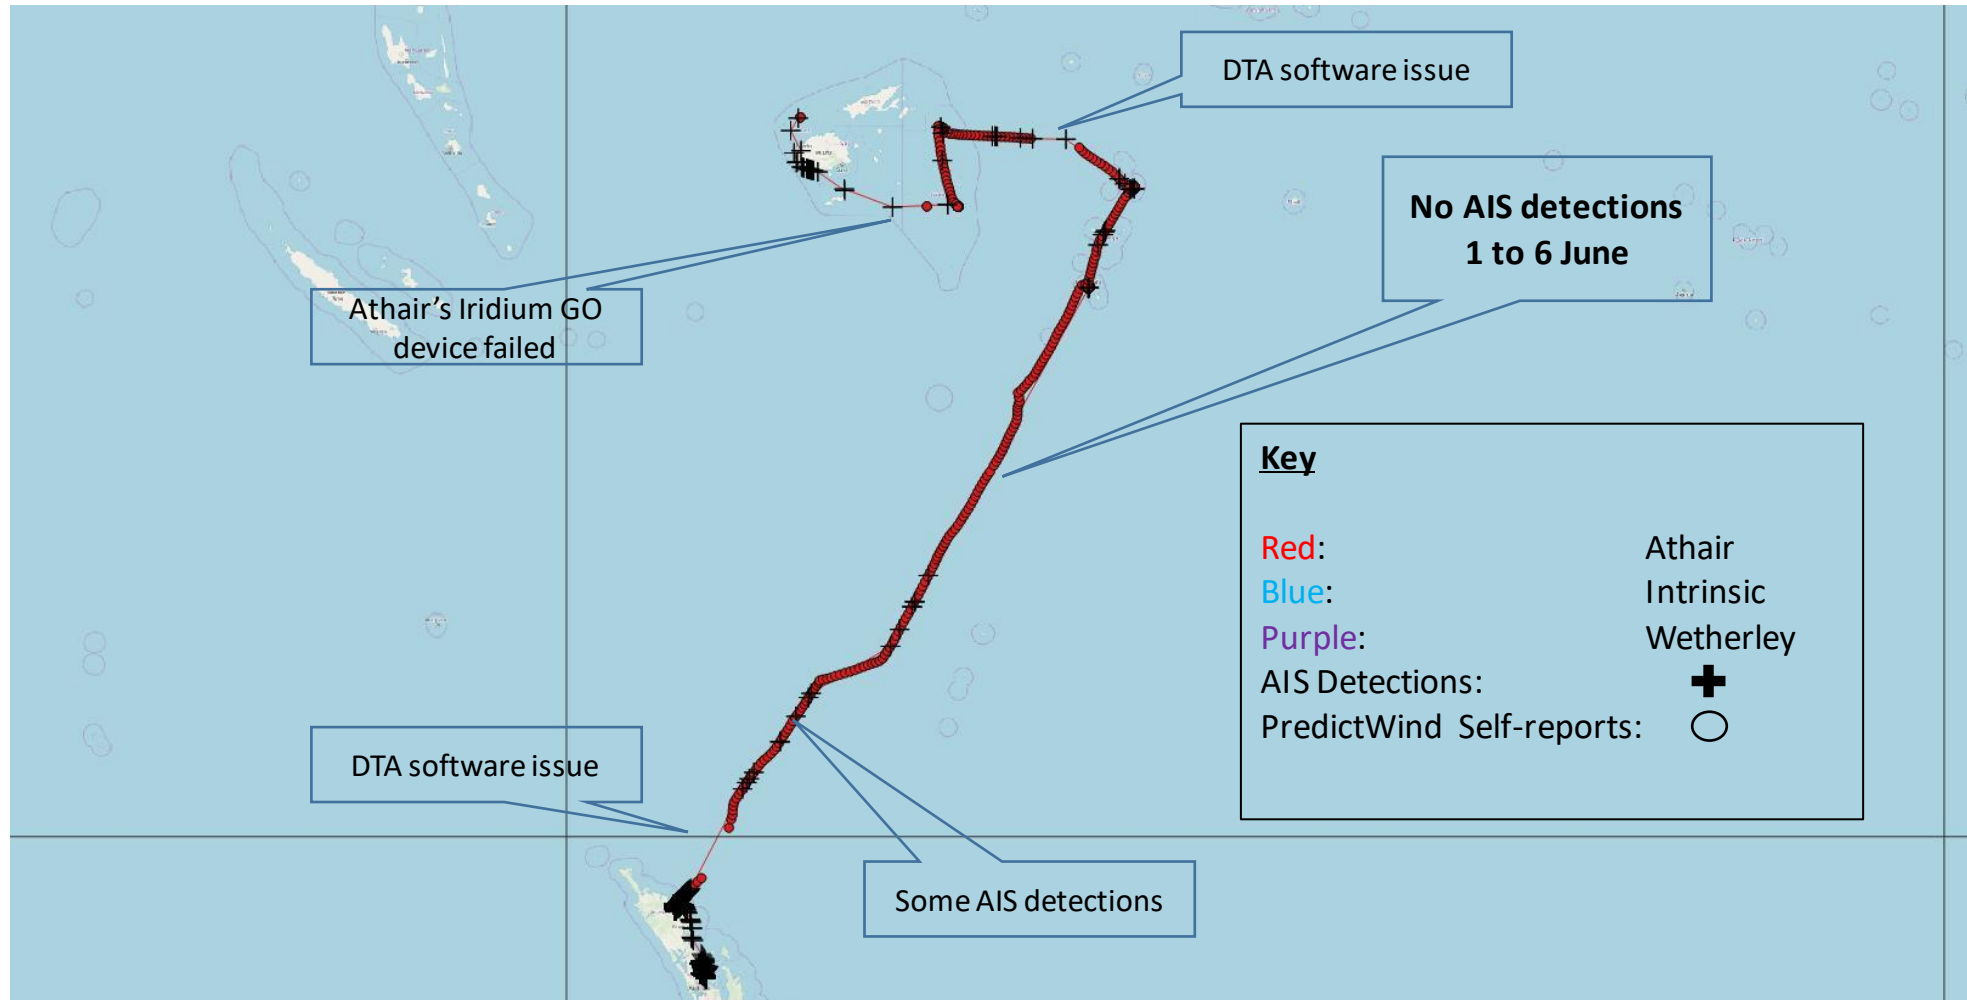 DTA software issue
No AIS detections
1 to 6 June
Athair's Iridium GO
device failed
Key
Red: Athair
Blue: Intrinsic
Purple: Wetherley
AIS Detections:
PredictWind Self-reports:
DTA software issue
Some AIS detections